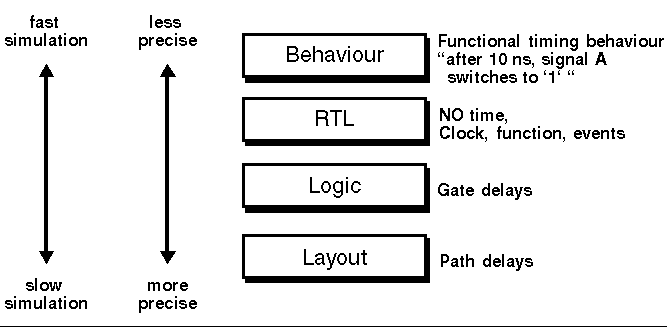 fast
simulation
less
precise
Behaviour
Functional timing behaviour
“after 10 ns, signal A
switches to ‘1‘ “
RTL
NO time,
Clock, function, events
Logic
Gate delays
Layout
Path delays
slow
simulation
more
precise